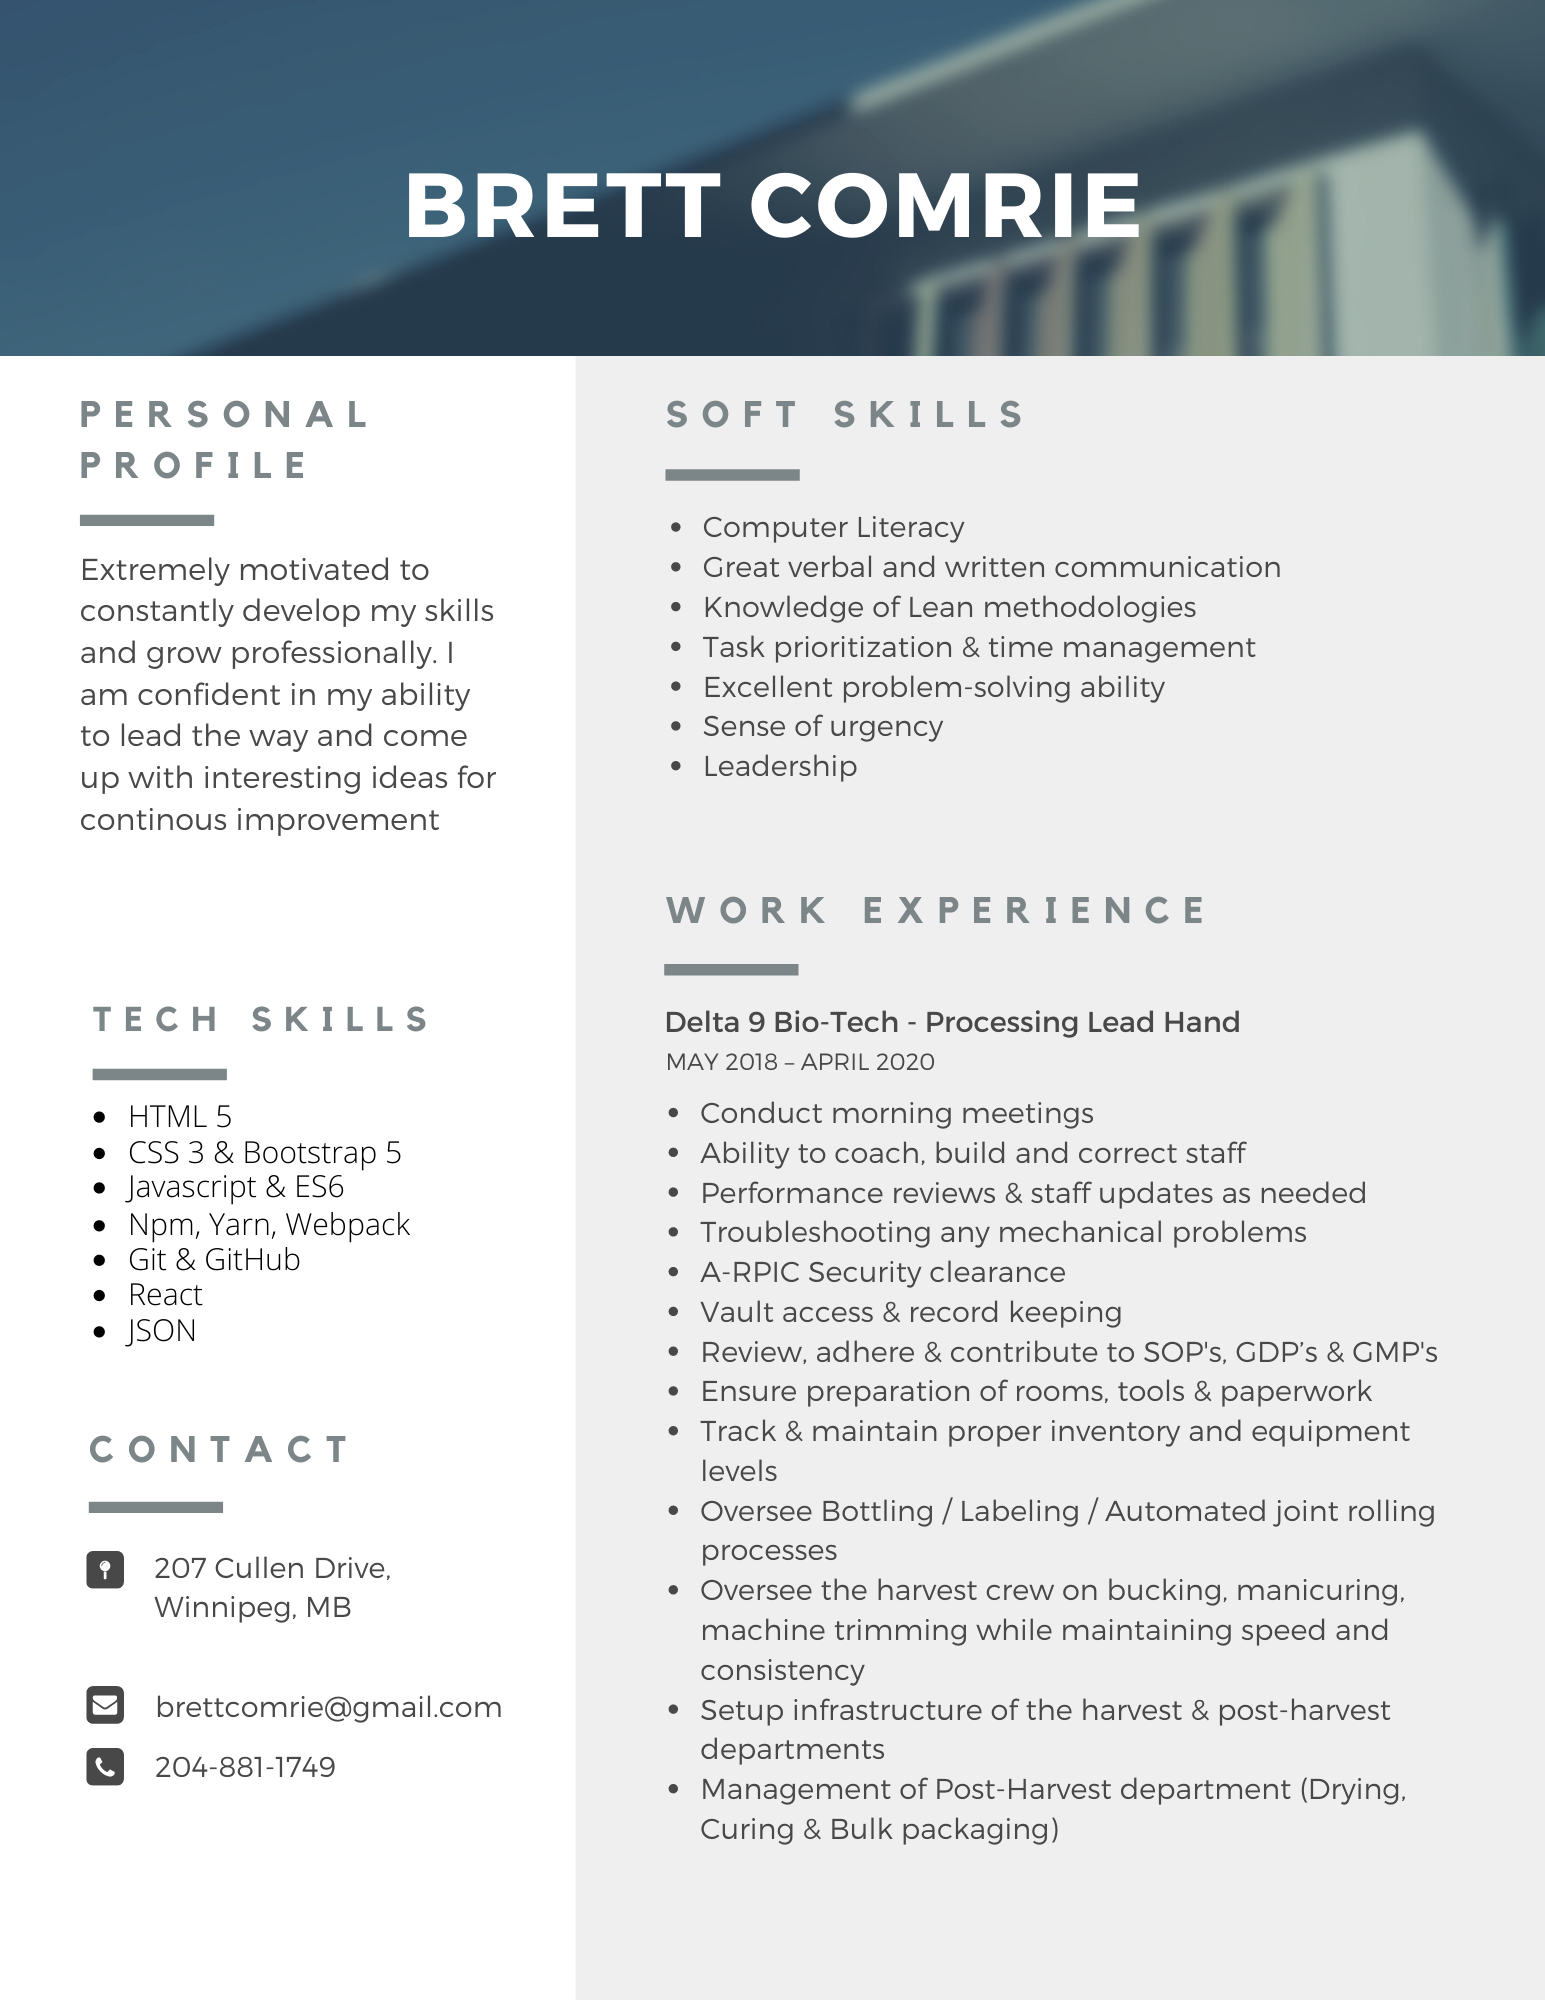 BRETT COMRIE
PERSONAL
PROFILE
Extremely motivated to
constantly develop my skills
and grow professionally. I
am confident in my ability
to lead the way and come
up with interesting ideas for
continous improvement
TECH SKILLS
• HTML 5
• CSS 3 & Bootstrap 5
• Javascript & ES6
• Npm, Yarn, Webpack
• Git & GitHub
• React
• JSON
CONTACT
207 Cullen Drive,
Winnipeg, MB
brettcomrie@gmail.com
204-881-1749
SOFT SKILLS
• Computer Literacy
• Great verbal and written communication
• Knowledge of Lean methodologies
• Task prioritization & time management
• Excellent problem-solving ability
• Sense of urgency
• Leadership
WORK EXPERIENCE
Delta 9 Bio-Tech - Processing Lead Hand
MAY 2018 – APRIL 2020
• Conduct morning meetings
• Ability to coach, build and correct staff
• Performance reviews & staff updates as needed
• Troubleshooting any mechanical problems
• A-RPIC Security clearance
• Vault access & record keeping
• Review, adhere & contribute to SOP's, GDP’s & GMP's
• Ensure preparation of rooms, tools & paperwork
• Track & maintain proper inventory and equipment
levels
• Oversee Bottling / Labeling / Automated joint rolling
processes
• Oversee the harvest crew on bucking, manicuring,
machine trimming while maintaining speed and
consistency
• Setup infrastructure of the harvest & post-harvest
departments
• Management of Post-Harvest department (Drying,
Curing & Bulk packaging)